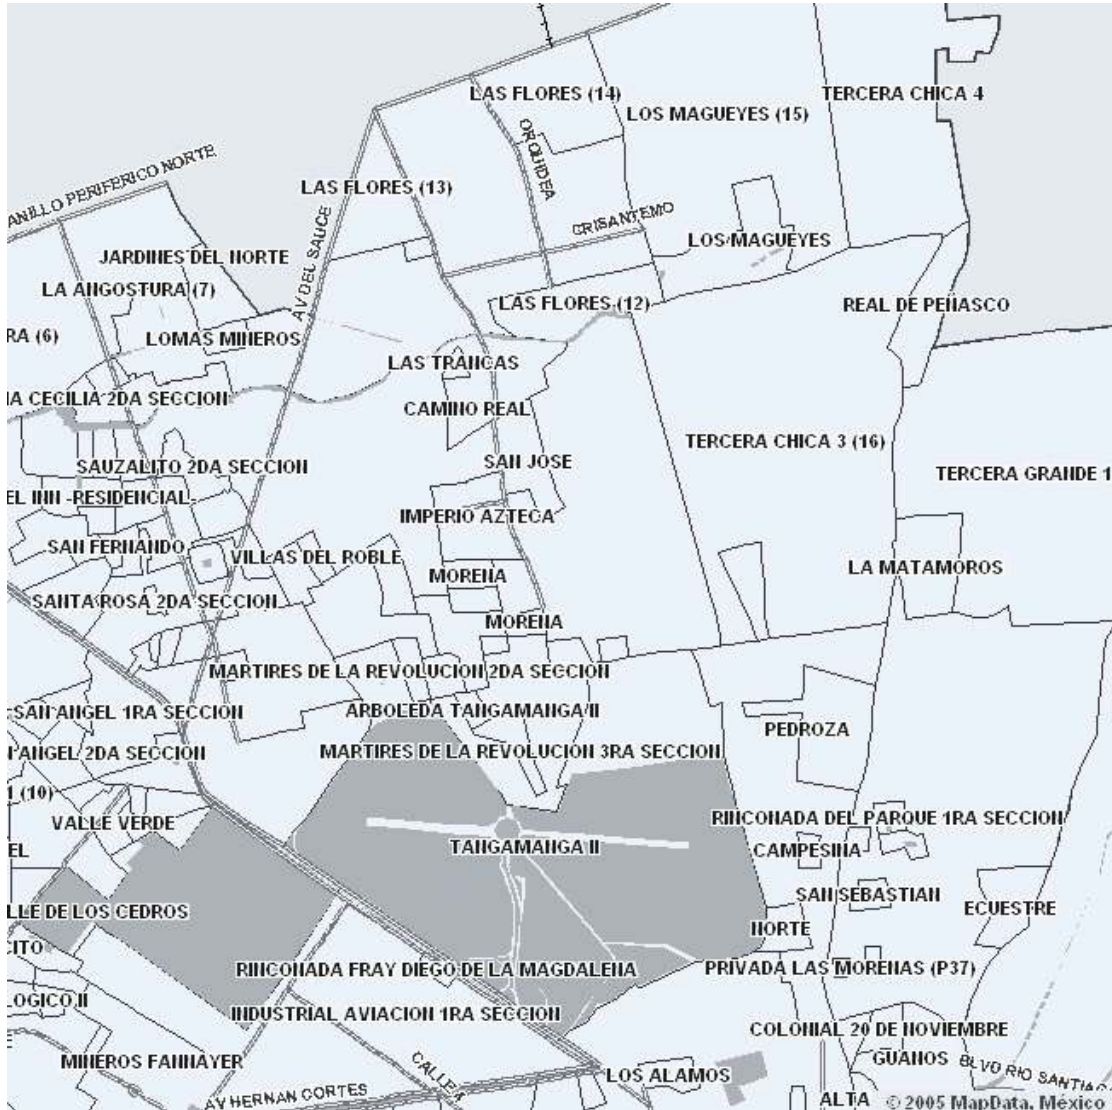 LAS FLORES (14)
TERCERA CHICA 4
LOS MAGUEYES (15)
ORQUIDEA
ANILLO PERIFERICO NORTE
LAS FLORES (13)
CRISANTEMO
LOS MAGUEYES
JARDINES DEL NORTE
AV DEL SAUCE
LA ANGOSTURA (7)
LAS FLORES (12)
REAL DE PEÑASCO
RA (6)
LOMAS MINEROS
LAS TRANCAS
IA CECILIA 2DA SECCION
CAMINO REAL
TERCERA CHICA 3 (16)
SAUZALITO 2DA SECCION
SAN JOSE
TERCERA GRANDE 1
EL INN -RESIDENCIAL-
IMPERIO AZTECA
SAN FERNANDO
VILLAS DEL ROBLE
LA MATAMOROS
MORENA
SANTA ROSA 2DA SECCION
MORENA
MARTIRES DE LA REVOLUCION 2DA SECCION
SAN ANGEL 1RA SECCION
ARBOLEDA TANGAMANGA II
PEDROZA
N ANGEL 2DA SECCION
MARTIRES DE LA REVOLUCION 3RA SECCION
1 (10)
VALLE VERDE
RINCONADA DEL PARQUE 1RA SECCION
EL
TANGAMANGA II
CAMPESINA
SAN SEBASTIAN
LLE DE LOS CEDROS
ECUESTRE
NORTE
CITO
RINCONADA FRAY DIEGO DE LA MAGDALENA
PRIVADA LAS MORENAS (P37)
LOGICO II
INDUSTRIAL AVIACION 1RA SECCION
COLONIAL 20 DE NOVIEMBRE
MINEROS FANNAYER
CALLE A
GUANOS
BLVD RIO SANTIAG
LOS ALAMOS
AV HERNAN CORTES
ALTA
© 2005 MapData, México